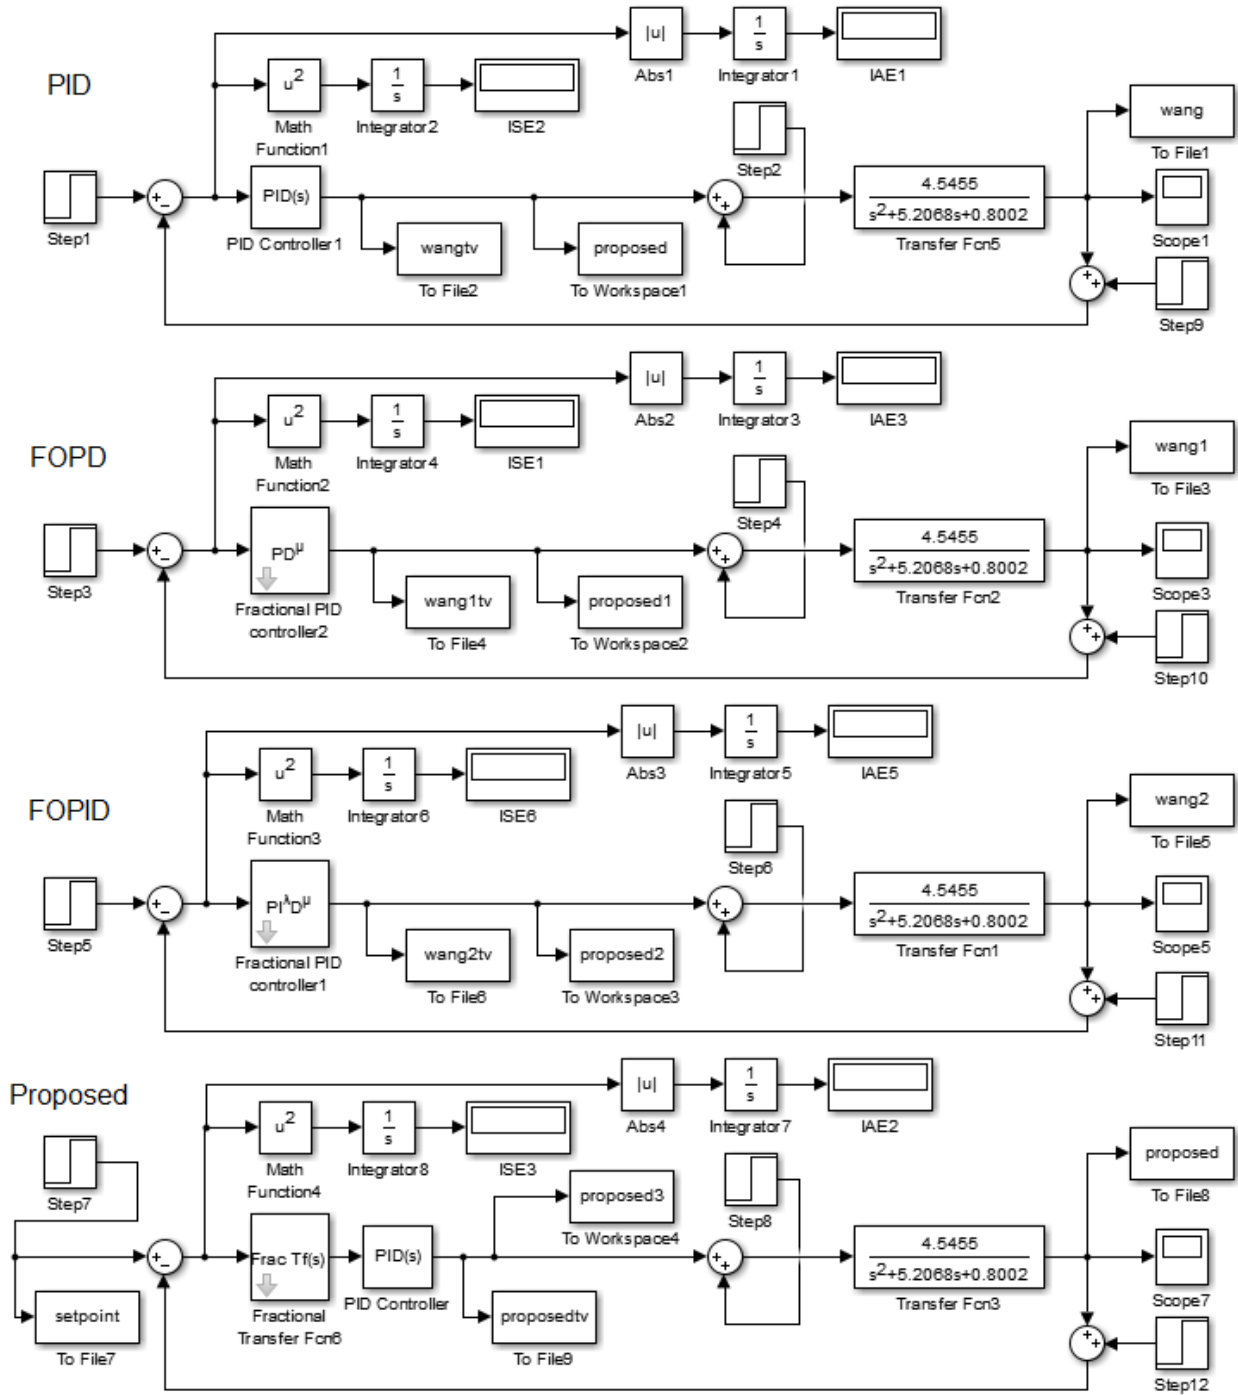 PID
|u|
Abs1
1
s
Integrator1
IAE1
u2
Math
Function1
1
s
Integrator2
ISE2
Step2
wang
To File1
Step1
+
−
PID(s)
PID Controller1
wangtv
To File2
proposed
To Workspace1
+
+
4.5455
s2+5.2068s+0.8002
Transfer Fcn5
Scope1
+
+
Step9
FOPD
|u|
Abs2
1
s
Integrator3
IAE3
u2
Math
Function2
1
s
Integrator4
ISE1
Step4
wang1
To File3
Step3
+
−
PDμ
Fractional PID
controller2
wang1tv
To File4
proposed1
To Workspace2
+
+
4.5455
s2+5.2068s+0.8002
Transfer Fcn2
Scope3
+
+
Step10
FOPID
|u|
Abs3
1
s
Integrator5
IAE5
u2
Math
Function3
1
s
Integrator6
ISE6
Step6
wang2
To File5
Step5
+
−
PIλDμ
Fractional PID
controller1
wang2tv
To File6
proposed2
To Workspace3
+
+
4.5455
s2+5.2068s+0.8002
Transfer Fcn1
Scope5
+
+
Step11
Proposed
|u|
Abs4
1
s
Integrator7
IAE2
u2
Math
Function4
1
s
Integrator8
ISE3
Step7
proposed3
To Workspace4
Step8
proposed
To File8
setpoint
To File7
+
−
Frac Tf(s)
Fractional
Transfer Fcn6
PID(s)
PID Controller
proposedtv
To File9
+
+
4.5455
s2+5.2068s+0.8002
Transfer Fcn3
Scope7
+
+
Step12